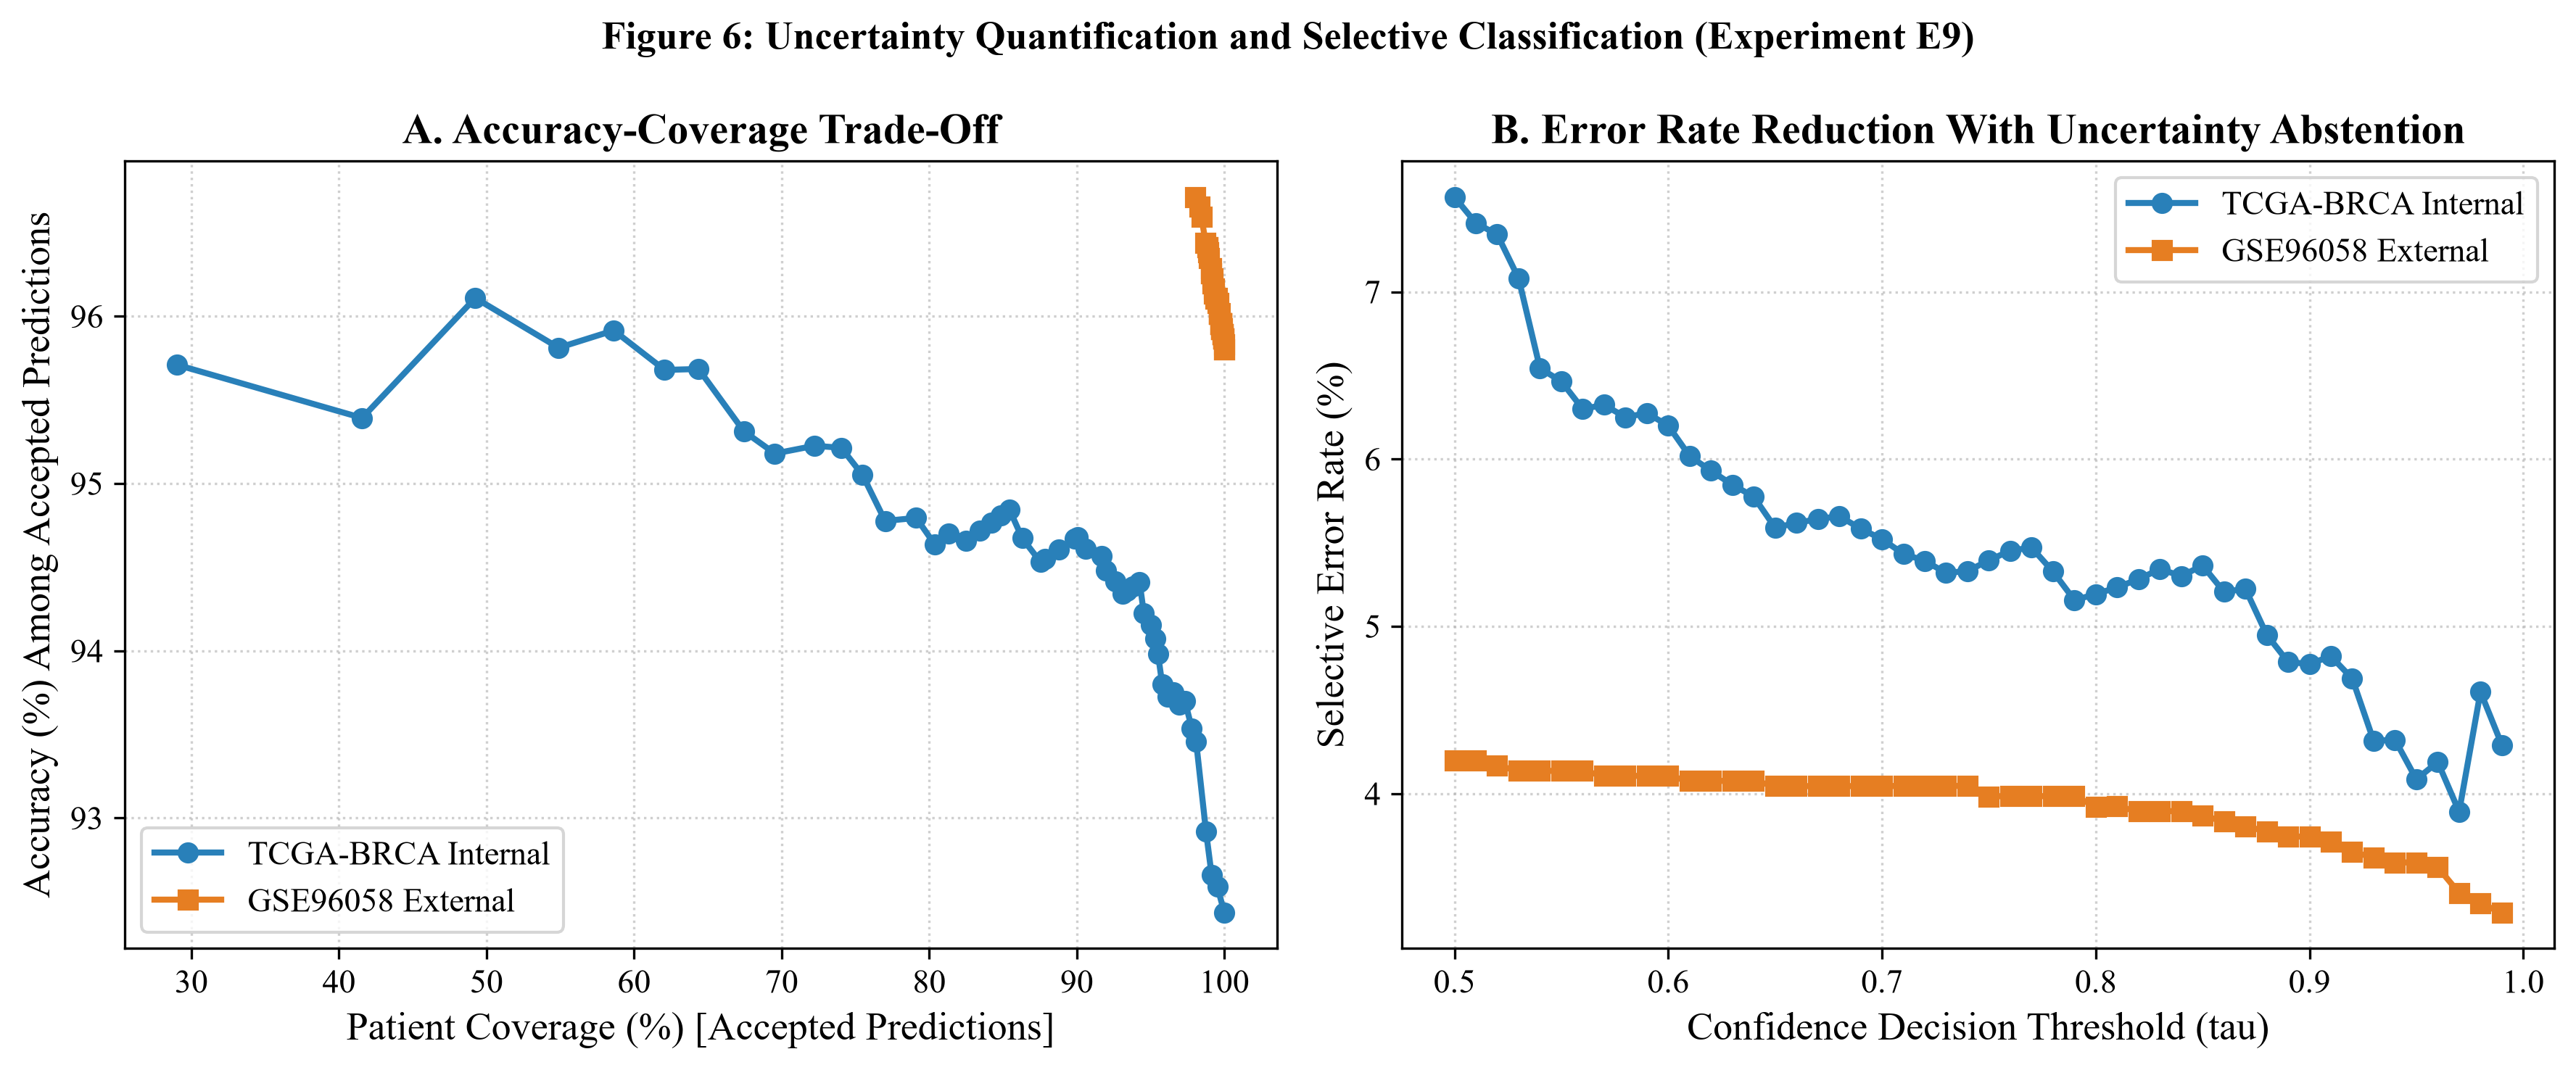 Figure 6: Uncertainty Quantification and Selective Classification (Experiment E9)
A. Accuracy-Coverage Trade-Off
Accuracy (%) Among Accepted Predictions
96
95
94
93
TCGA-BRCA Internal
GSE96058 External
30 40 50 60 70 80 90 100
Patient Coverage (%) [Accepted Predictions]
B. Error Rate Reduction With Uncertainty Abstention
Selective Error Rate (%)
7
6
5
4
TCGA-BRCA Internal
GSE96058 External
0.5 0.6 0.7 0.8 0.9 1.0
Confidence Decision Threshold (tau)